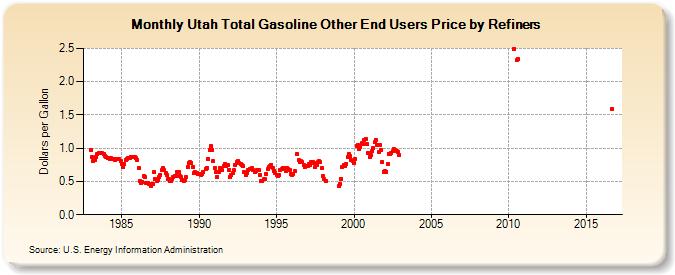 Monthly Utah Total Gasoline Other End Users Price by Refiners
Dollars per Gallon
2.5
2.0
1.5
1.0
0.5
0.0
1985 1990 1995 2000 2005 2010 2015
Source: U.S. Energy Information Administration